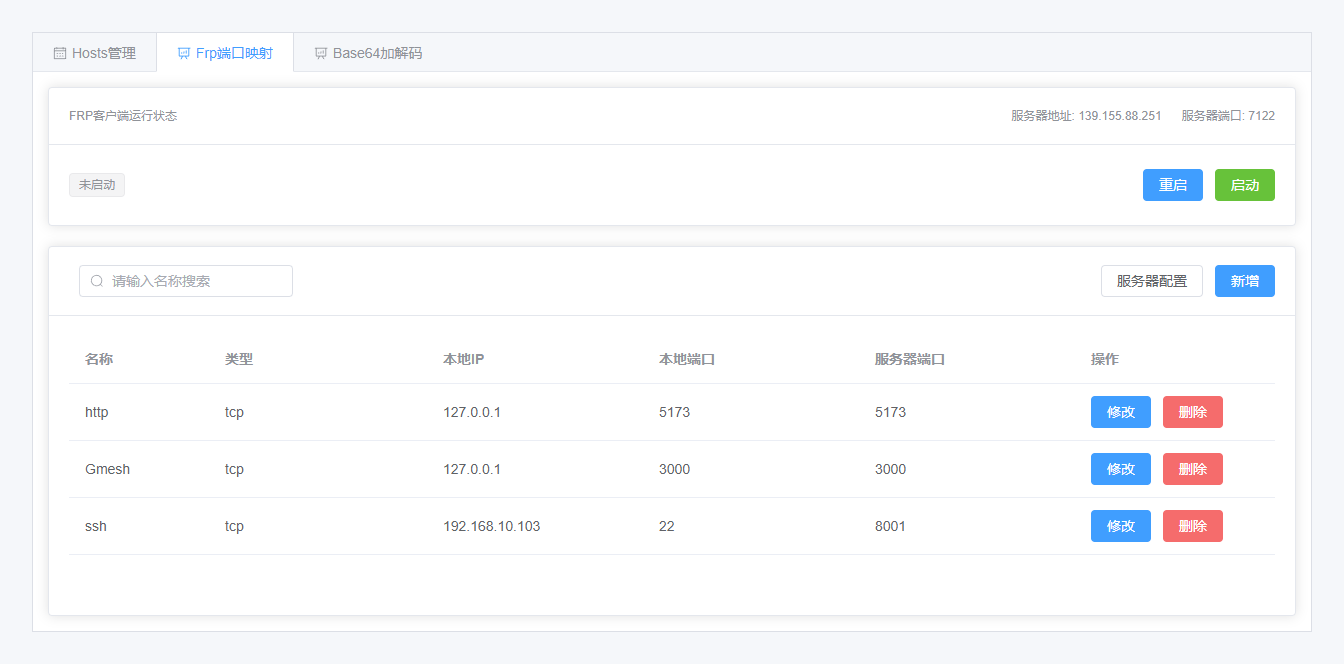 Hosts管理 Frp端口映射 Base64加解码
FRP客户端运行状态 服务器地址: 139.155.88.251 服务器端口: 7122
未启动 重启 启动
请输入名称搜索 服务器配置 新增
名称 类型 本地IP 本地端口 服务器端口 操作
http tcp 127.0.0.1 5173 5173 修改 删除
Gmesh tcp 127.0.0.1 3000 3000 修改 删除
ssh tcp 192.168.10.103 22 8001 修改 删除